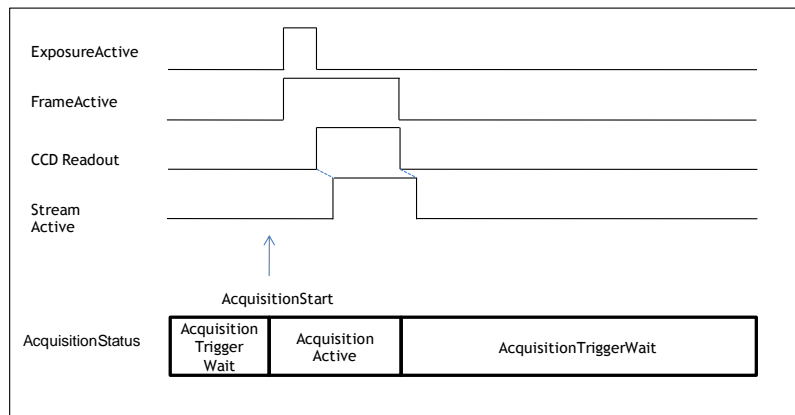 ExposureActive
FrameActive
CCD Readout
Stream
Active
AcquisitionStart
AcquisitionStatus
Acquisition
Trigger
Wait
Acquisition
Active
AcquisitionTriggerWait